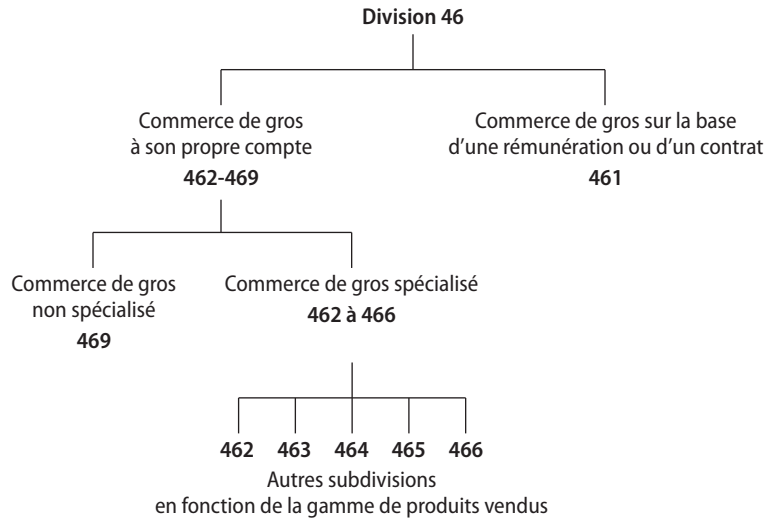 Division 46
Commerce de gros
à son propre compte
462-469
Commerce de gros sur la base
d'une rémunération ou d'un contrat
461
Commerce de gros
non spécialisé
469
Commerce de gros spécialisé
462 à 466
462 463 464 465 466
Autres subdivisions
en fonction de la gamme de produits vendus